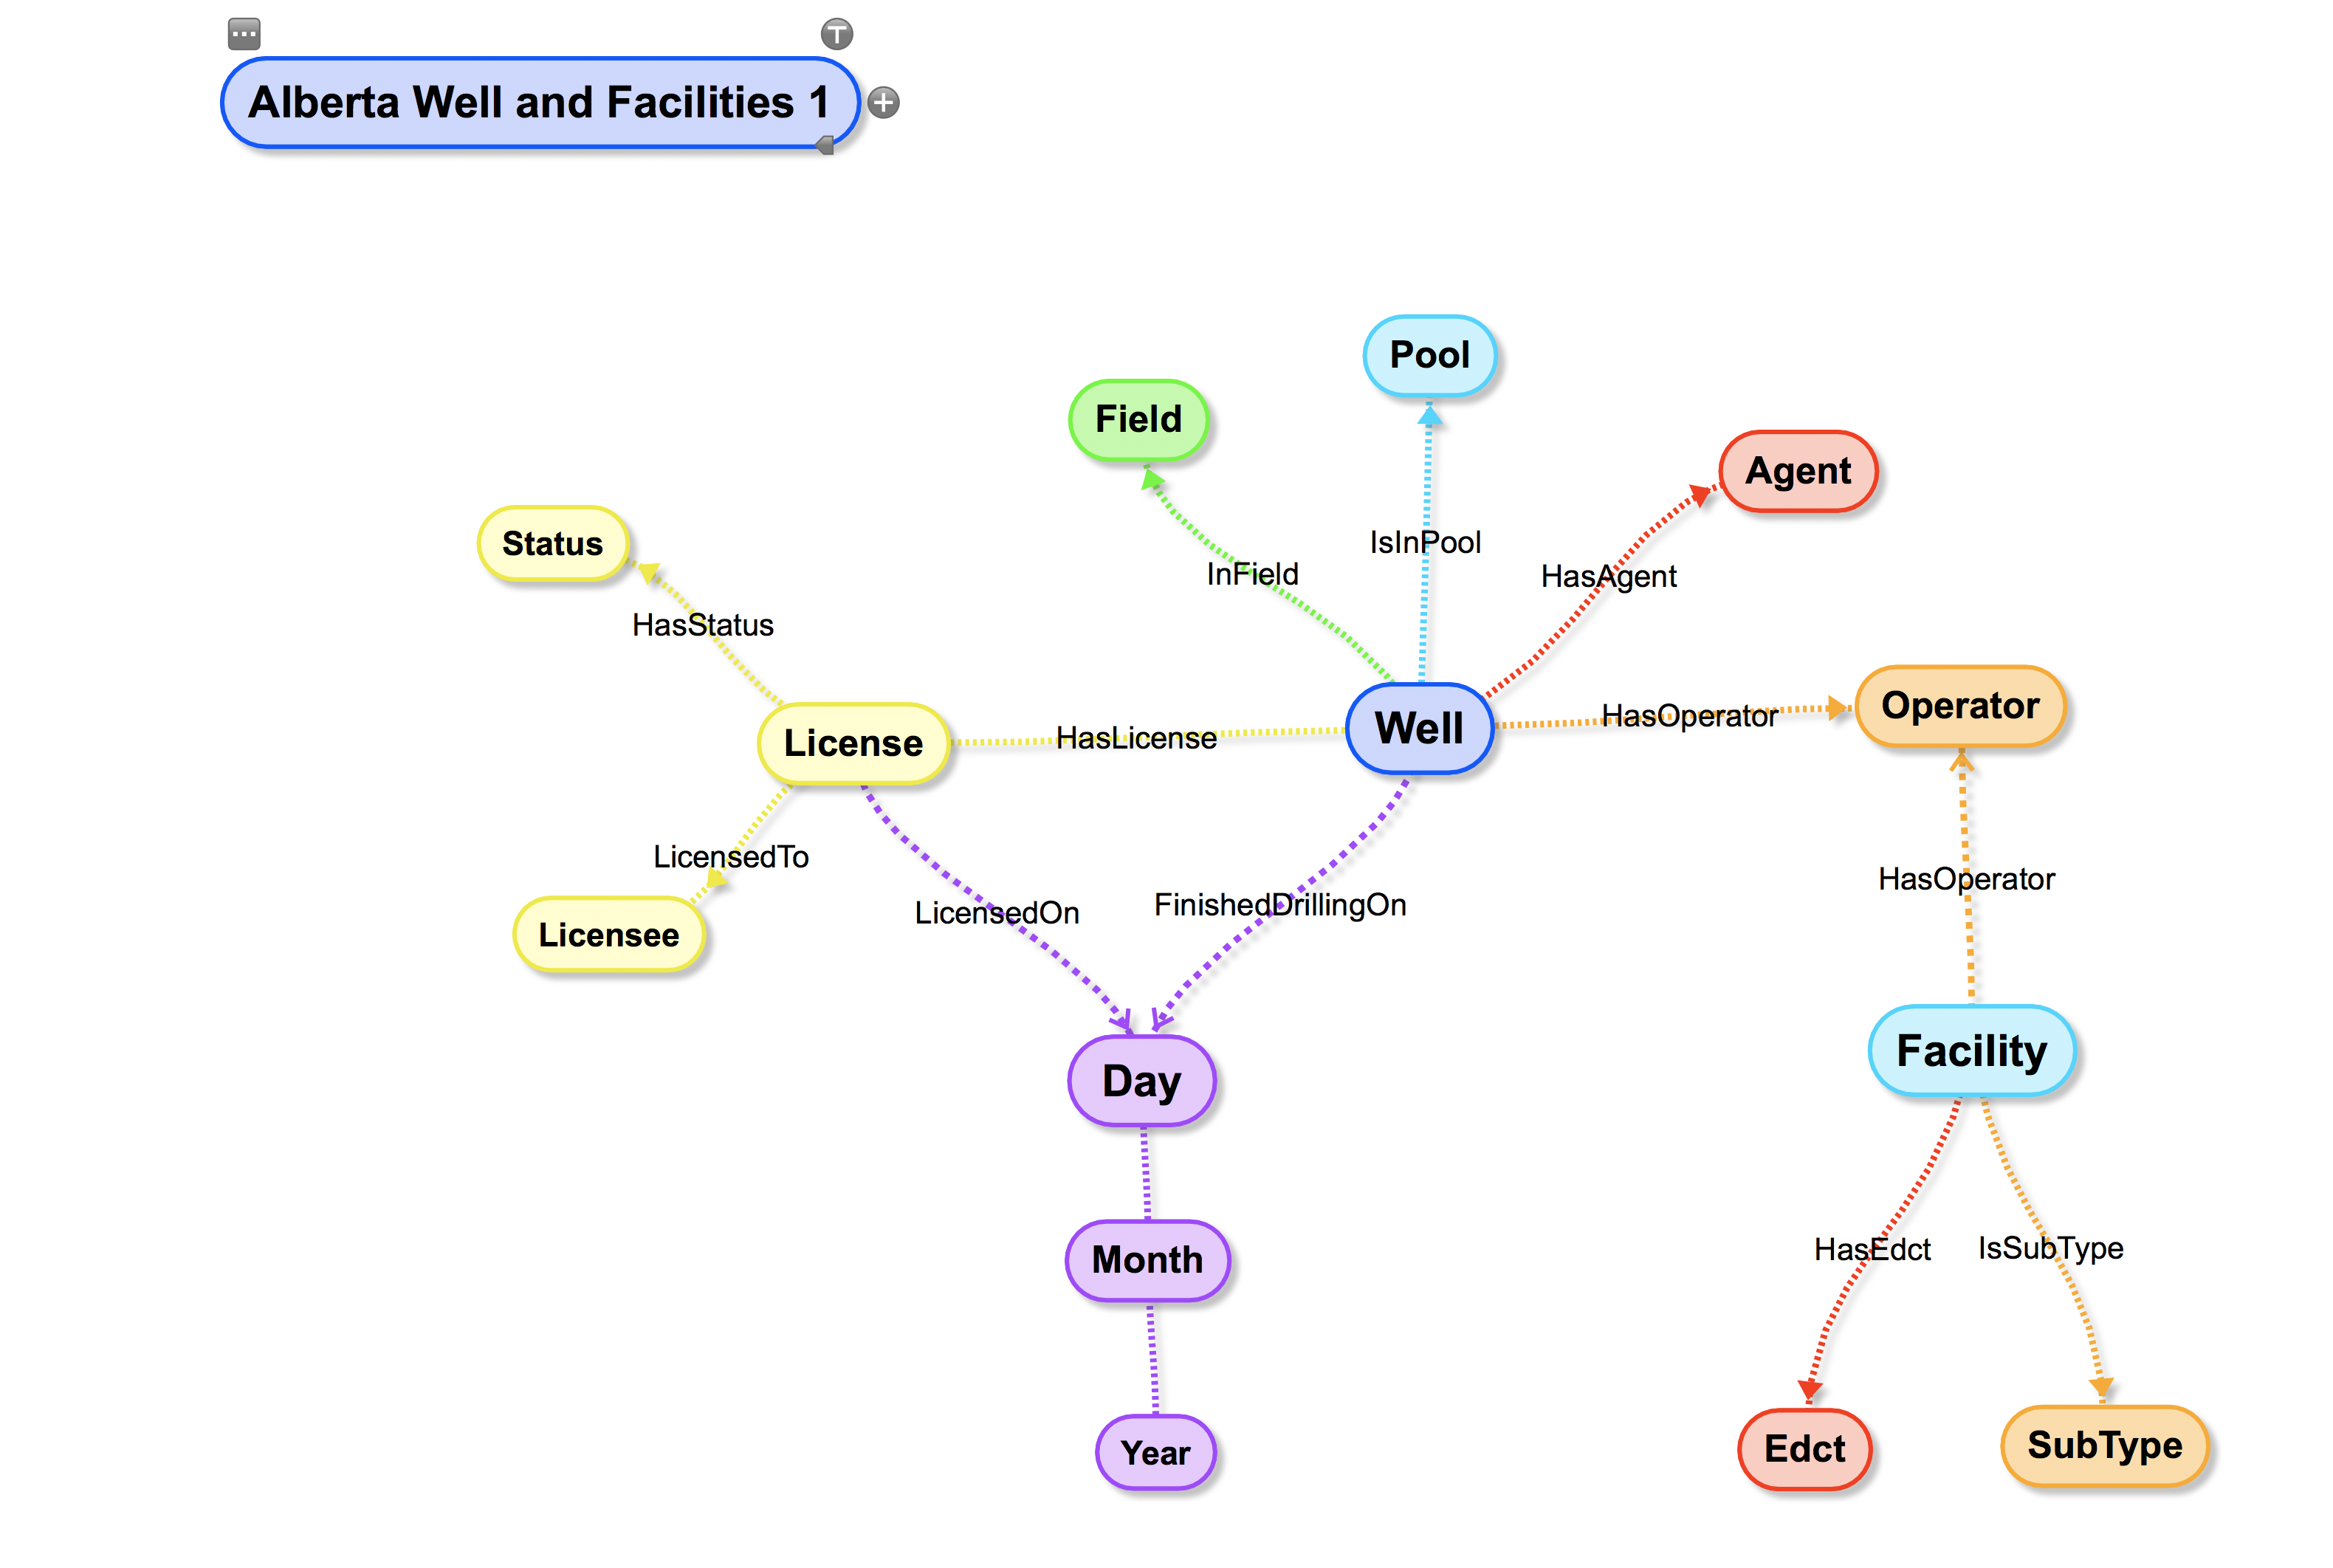 Alberta Well and Facilities 1
Pool
Field
Agent
Status
IsInPool
InField
HasAgent
HasStatus
Operator
HasOperator
Well
License
HasLicense
LicensedTo
HasOperator
LicensedOn
FinishedDrillingOn
Licensee
Facility
Day
Month
HasEdct
IsSubType
Year
Edct
SubType